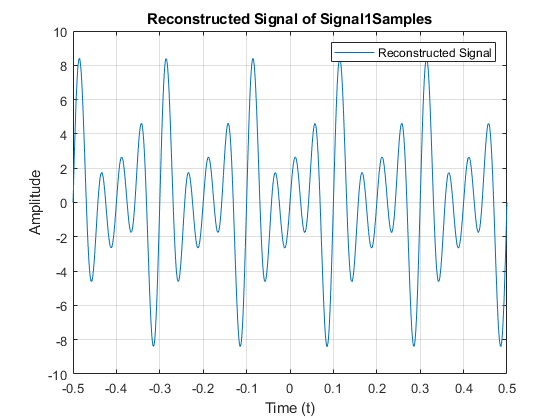 Reconstructed Signal of Signal1Samples
Reconstructed Signal
10
8
6
4
2
0
-2
-4
-6
-8
-10
Amplitude
-0.5 -0.4 -0.3 -0.2 -0.1 0 0.1 0.2 0.3 0.4 0.5
Time (t)